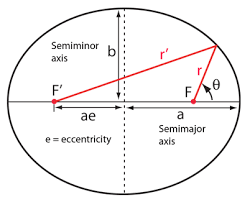 Semiminor
axis
b
r'
r
θ
F'
F
ae
a
e = eccentricity
Semimajor
axis